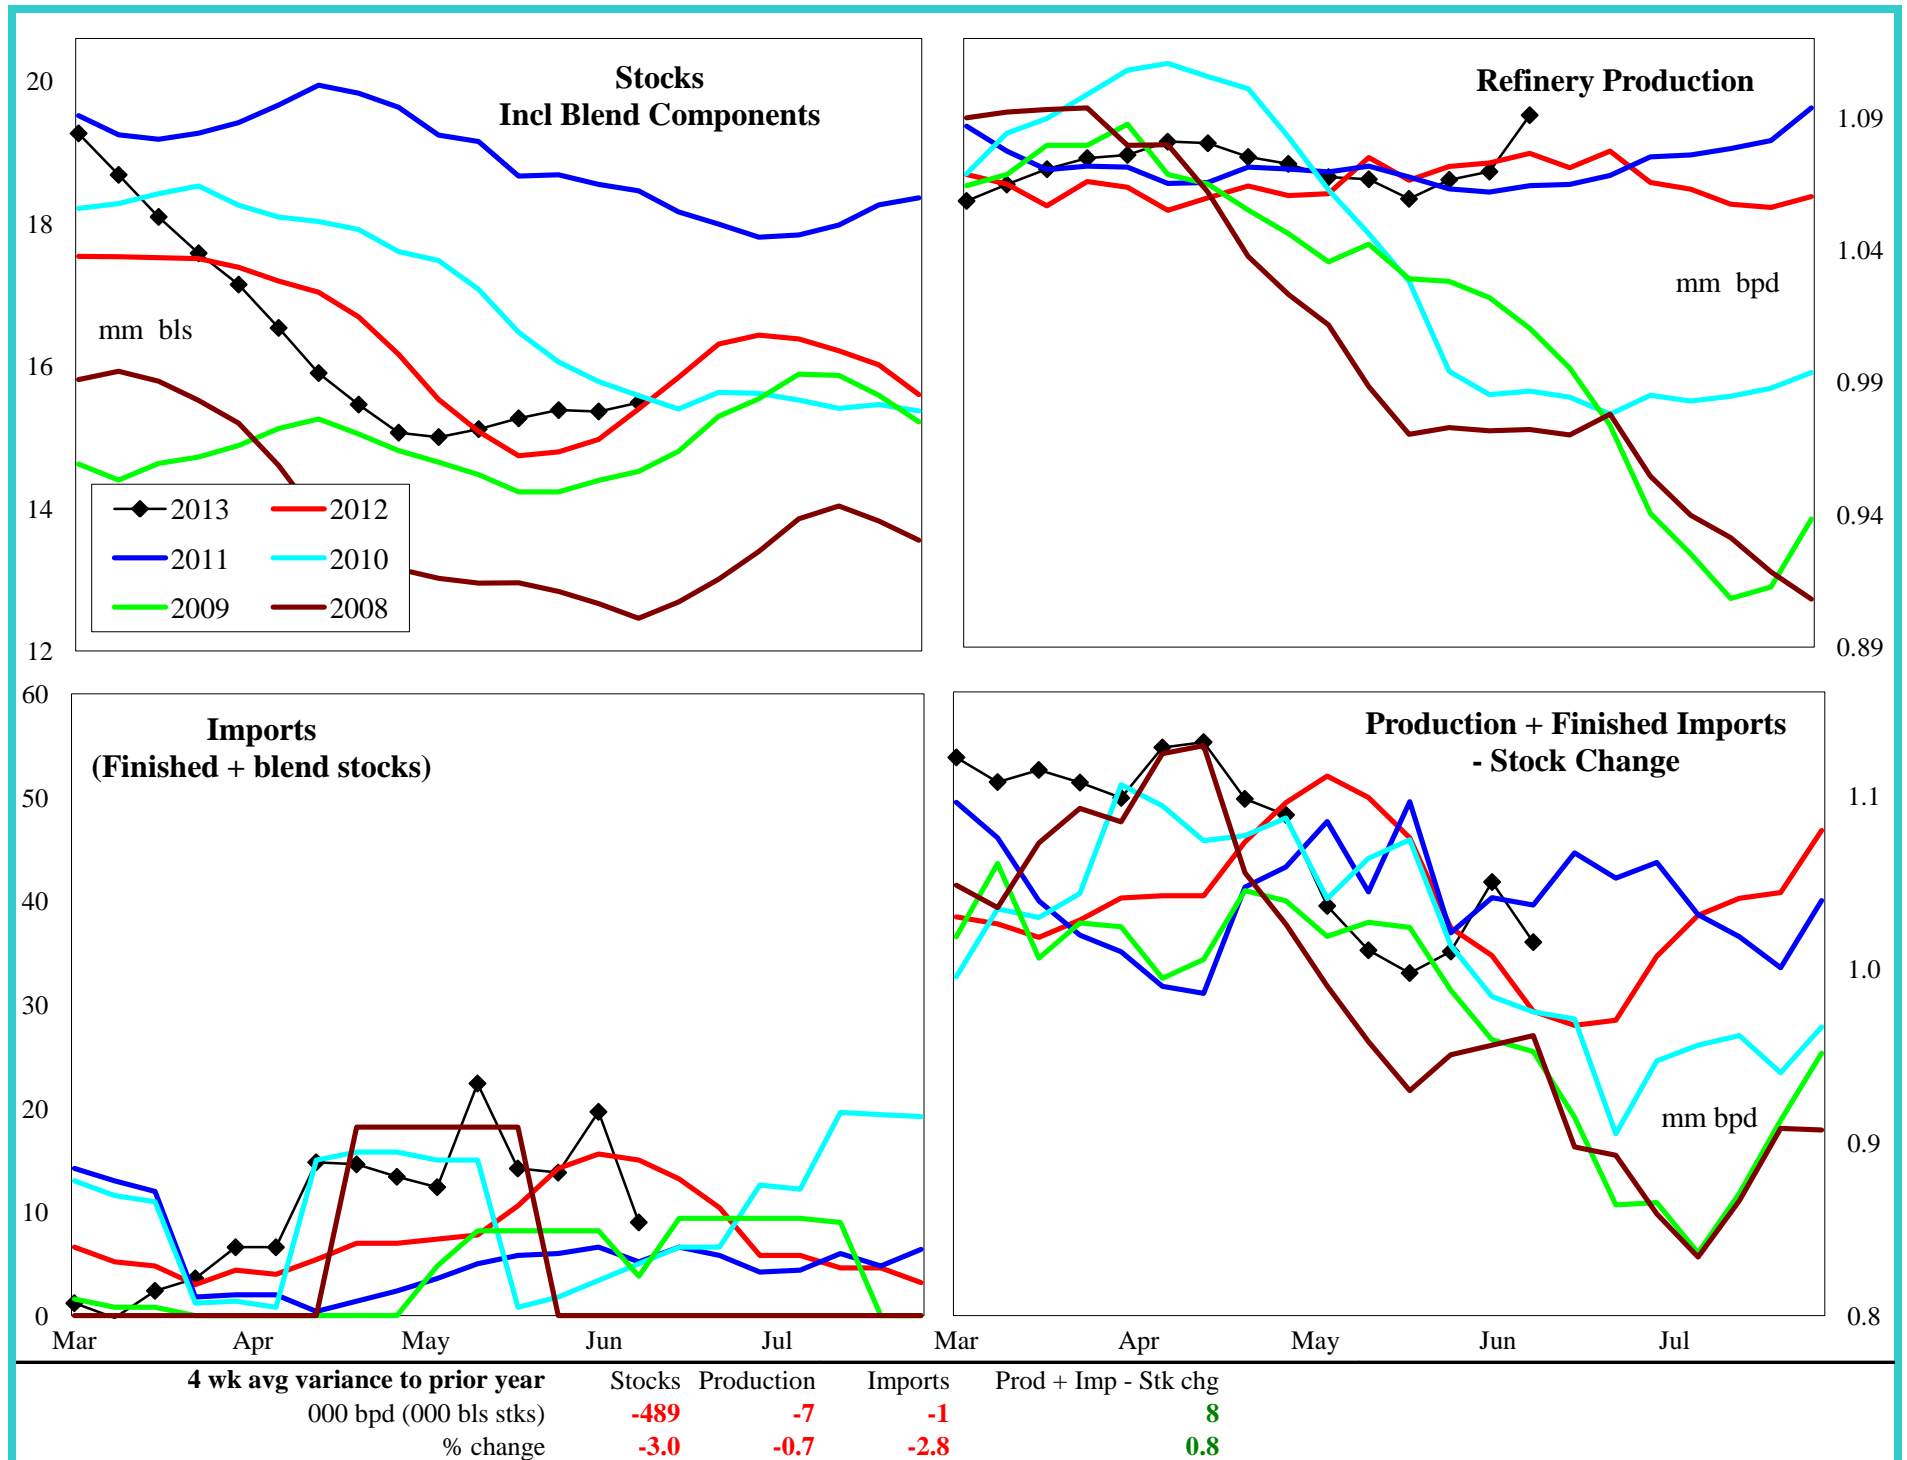 Stocks
Incl Blend Components
20
18
16
14
12
mm bls
2013 2012
2011 2010
2009 2008
Refinery Production
1.09
1.04
0.99
0.94
0.89
mm bpd
Imports
(Finished + blend stocks)
60
50
40
30
20
10
0
Mar Apr May Jun Jul
Production + Finished Imports
- Stock Change
1.1
1.0
0.9
0.8
mm bpd
Mar Apr May Jun Jul
4 wk avg variance to prior year Stocks Production Imports Prod + Imp - Stk chg
000 bpd (000 bls stks) -489 -7 -1 8
% change -3.0 -0.7 -2.8 0.8